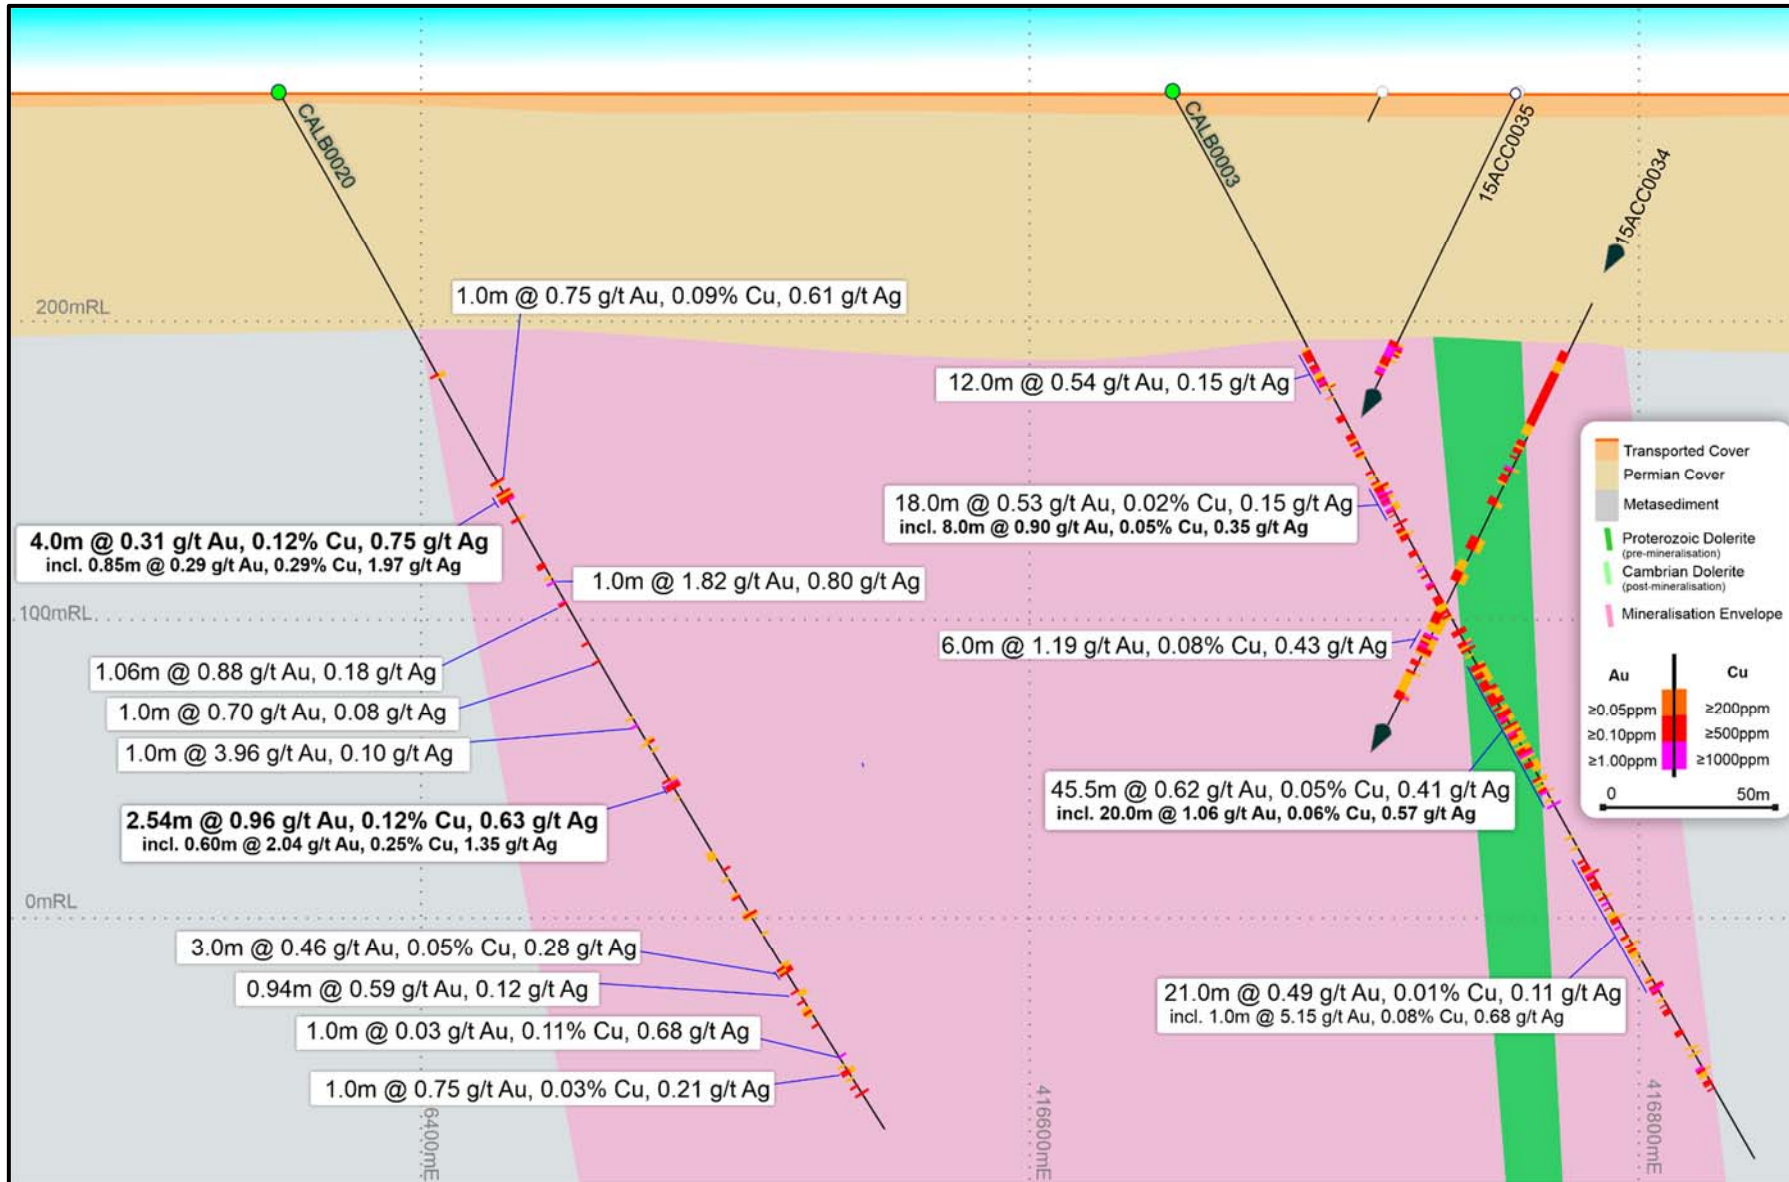 CALB0020
CALB0003
15ACC0035
15ACC0034
200mRL
1.0m @ 0.75 g/t Au, 0.09% Cu, 0.61 g/t Ag
12.0m @ 0.54 g/t Au, 0.15 g/t Ag
18.0m @ 0.53 g/t Au, 0.02% Cu, 0.15 g/t Ag
incl. 8.0m @ 0.90 g/t Au, 0.05% Cu, 0.35 g/t Ag
4.0m @ 0.31 g/t Au, 0.12% Cu, 0.75 g/t Ag
incl. 0.85m @ 0.29 g/t Au, 0.29% Cu, 1.97 g/t Ag
1.0m @ 1.82 g/t Au, 0.80 g/t Ag
100mRL
6.0m @ 1.19 g/t Au, 0.08% Cu, 0.43 g/t Ag
1.06m @ 0.88 g/t Au, 0.18 g/t Ag
1.0m @ 0.70 g/t Au, 0.08 g/t Ag
1.0m @ 3.96 g/t Au, 0.10 g/t Ag
45.5m @ 0.62 g/t Au, 0.05% Cu, 0.41 g/t Ag
incl. 20.0m @ 1.06 g/t Au, 0.06% Cu, 0.57 g/t Ag
2.54m @ 0.96 g/t Au, 0.12% Cu, 0.63 g/t Ag
incl. 0.60m @ 2.04 g/t Au, 0.25% Cu, 1.35 g/t Ag
0mRL
3.0m @ 0.46 g/t Au, 0.05% Cu, 0.28 g/t Ag
0.94m @ 0.59 g/t Au, 0.12 g/t Ag
21.0m @ 0.49 g/t Au, 0.01% Cu, 0.11 g/t Ag
incl. 1.0m @ 5.15 g/t Au, 0.08% Cu, 0.68 g/t Ag
1.0m @ 0.03 g/t Au, 0.11% Cu, 0.68 g/t Ag
1.0m @ 0.75 g/t Au, 0.03% Cu, 0.21 g/t Ag
6400mE
416600mE
416800mE
Transported Cover
Permian Cover
Metasediment
Proterozoic Dolerite
(pre-mineralisation)
Cambrian Dolerite
(post-mineralisation)
Mineralisation Envelope
Au Cu
≥0.05ppm ≥200ppm
≥0.10ppm ≥500ppm
≥1.00ppm ≥1000ppm
0 50m